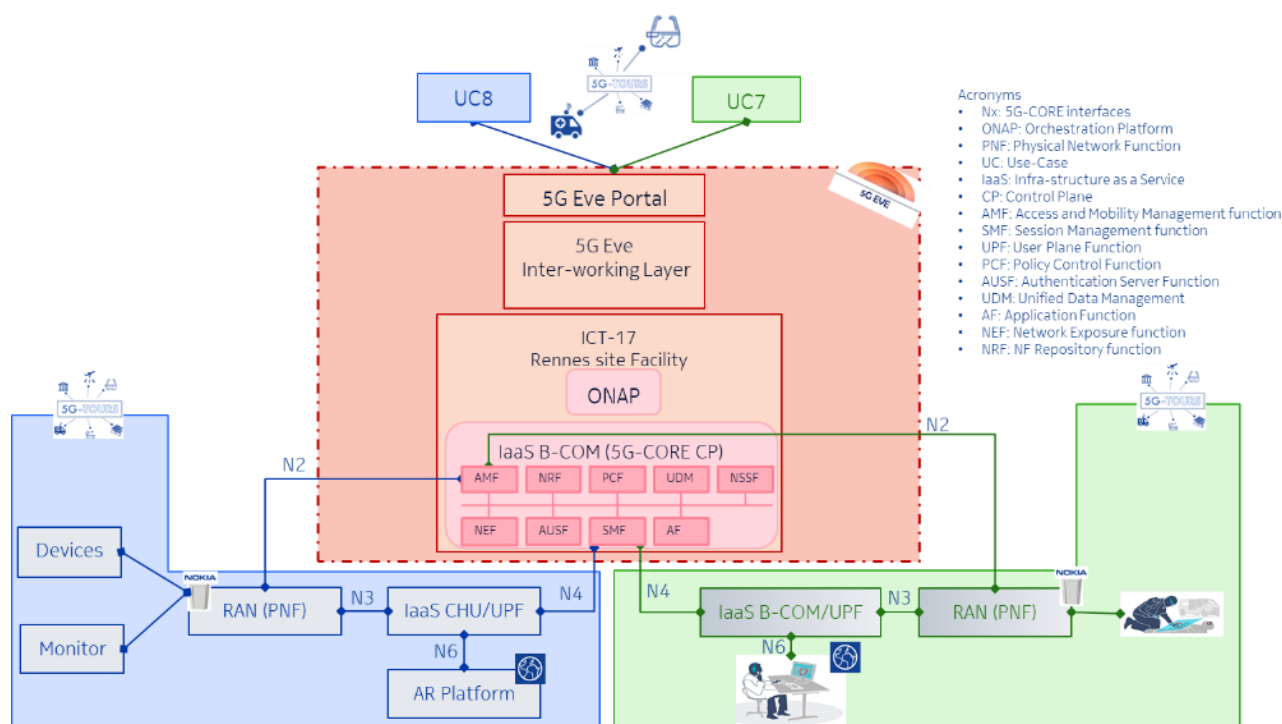 UC8
5G-TOURS
UC7
Acronyms
• Nx: 5G-CORE interfaces
• ONAP: Orchestration Platform
• PNF: Physical Network Function
• UC: Use-Case
• IaaS: Infra-structure as a Service
• CP: Control Plane
• AMF: Access and Mobility Management function
• SMF: Session Management function
• UPF: User Plane Function
• PCF: Policy Control Function
• AUSF: Authentication Server Function
• UDM: Unified Data Management
• AF: Application Function
• NEF: Network Exposure function
• NRF: NF Repository function
5G EVE
5G Eve Portal
5G Eve
Inter-working Layer
ICT-17
Rennes site Facility
ONAP
5G-TOURS
5G-TOURS
N2
N2
IaaS B-COM (5G-CORE CP)
AMF
NRF
PCF
UDM
NSSF
NEF
AUSF
SMF
AF
Devices
Monitor
NOKIA
RAN (PNF)
N3
IaaS CHU/UPF
N4
N6
AR Platform
N4
IaaS B-COM/UPF
N3
RAN (PNF)
NOKIA
N6